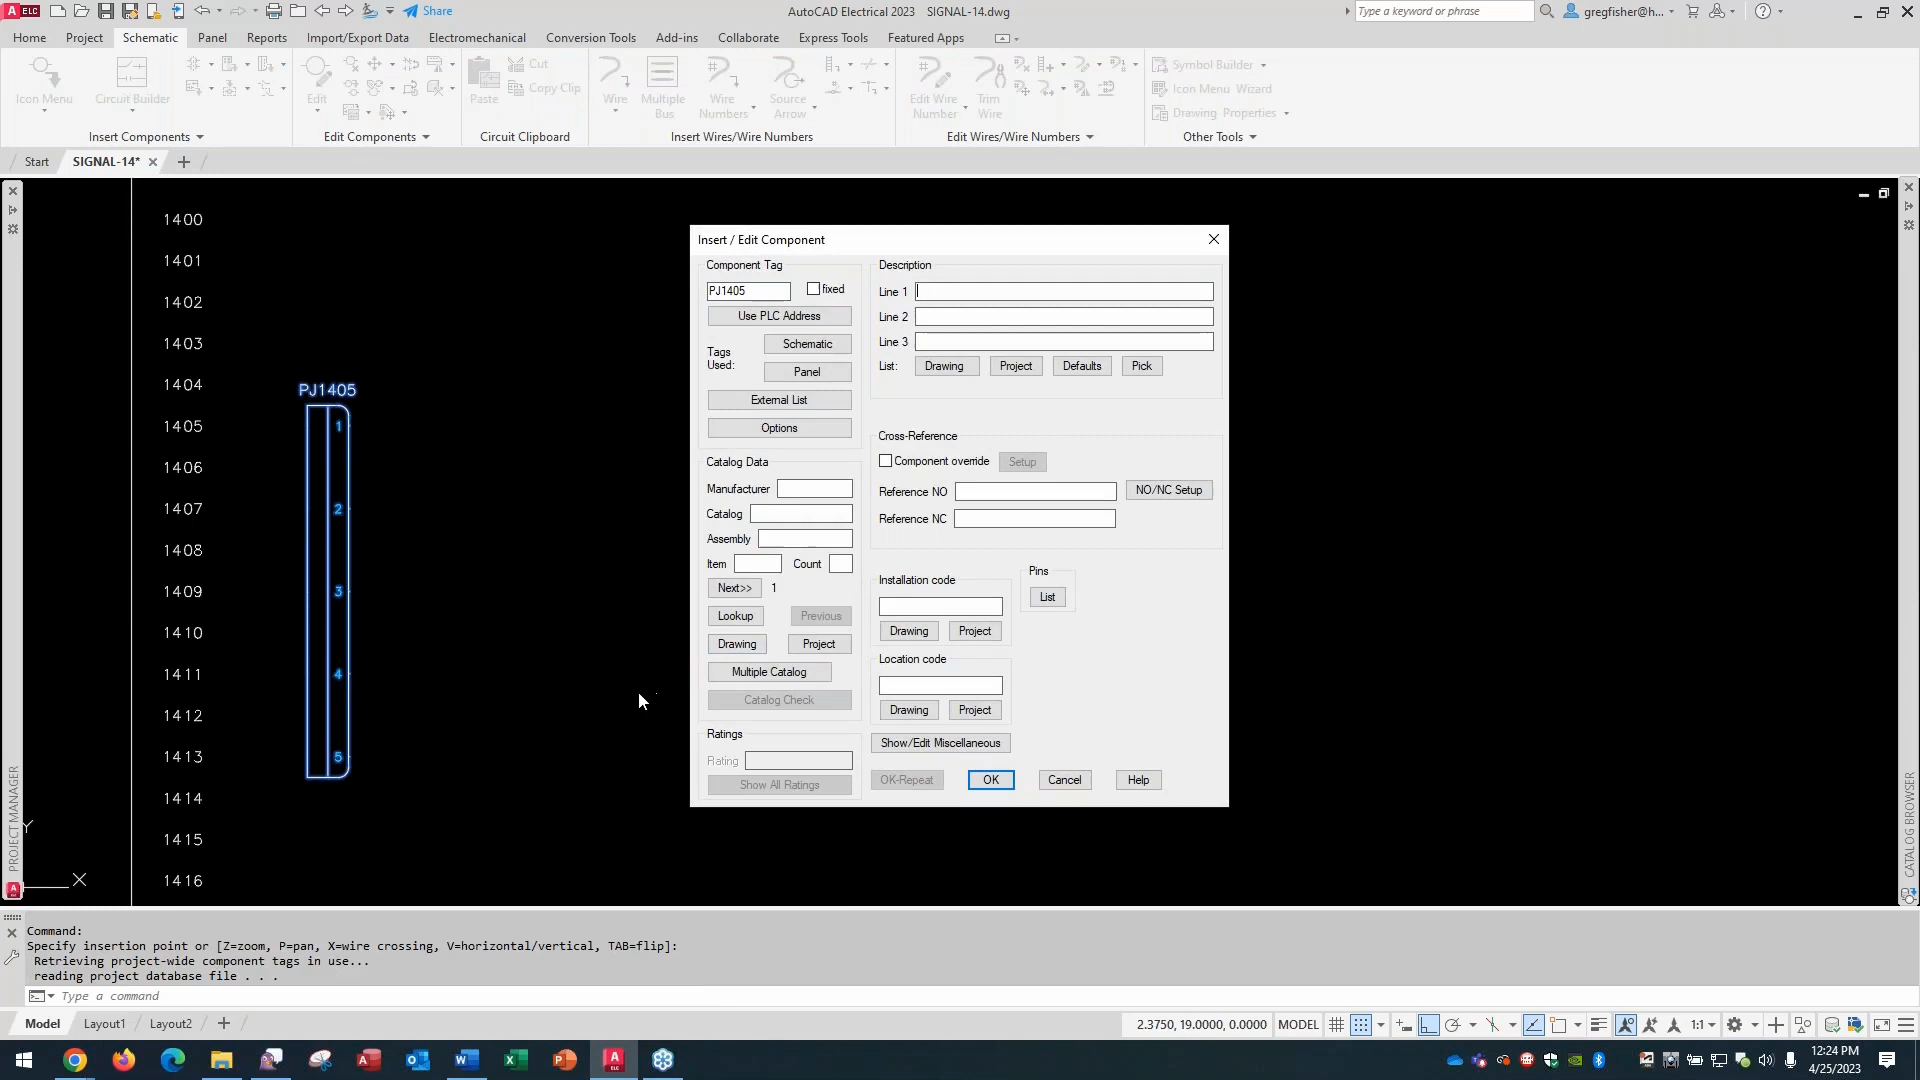 A ELC
Share
AutoCAD Electrical 2023 SIGNAL-14.dwg
Type a keyword or phrase
gregfisher@h...
Home Project Schematic Panel Reports Import/Export Data Electromechanical Conversion Tools Add-ins Collaborate Express Tools Featured Apps
Icon Menu
Circuit Builder
Edit
Paste
Cut
Copy Clip
Wire
Multiple Bus
Wire Numbers
Source Arrow
Edit Wire Number
Trim Wire
Symbol Builder
Icon Menu Wizard
Drawing Properties
Insert Components Edit Components Circuit Clipboard Insert Wires/Wire Numbers Edit Wires/Wire Numbers Other Tools
Start SIGNAL-14*
1400
1401
1402
1403
1404
1405
1406
1407
1408
1409
1410
1411
1412
1413
1414
1415
1416
PJ1405
1
2
3
4
5
Y
X
PROJECT MANAGER
CATALOG BROWSER
Insert / Edit Component
Component Tag
PJ1405 fixed
Use PLC Address
Tags Used:
Schematic
Panel
External List
Options
Catalog Data
Manufacturer
Catalog
Assembly
Item Count
Next>> 1
Lookup Previous
Drawing Project
Multiple Catalog
Catalog Check
Ratings
Rating
Show All Ratings
Description
Line 1
Line 2
Line 3
List: Drawing Project Defaults Pick
Cross-Reference
Component override Setup
Reference NO NO/NC Setup
Reference NC
Installation code
Drawing Project
Pins
List
Location code
Drawing Project
Show/Edit Miscellaneous
OK-Repeat OK Cancel Help
Command:
Specify insertion point or [Z=zoom, P=pan, X=wire crossing, V=horizontal/vertical, TAB=flip]:
Retrieving project-wide component tags in use...
reading project database file . . .
Type a command
Model Layout1 Layout2
2.3750, 19.0000, 0.0000 MODEL 1:1
12:24 PM
4/25/2023